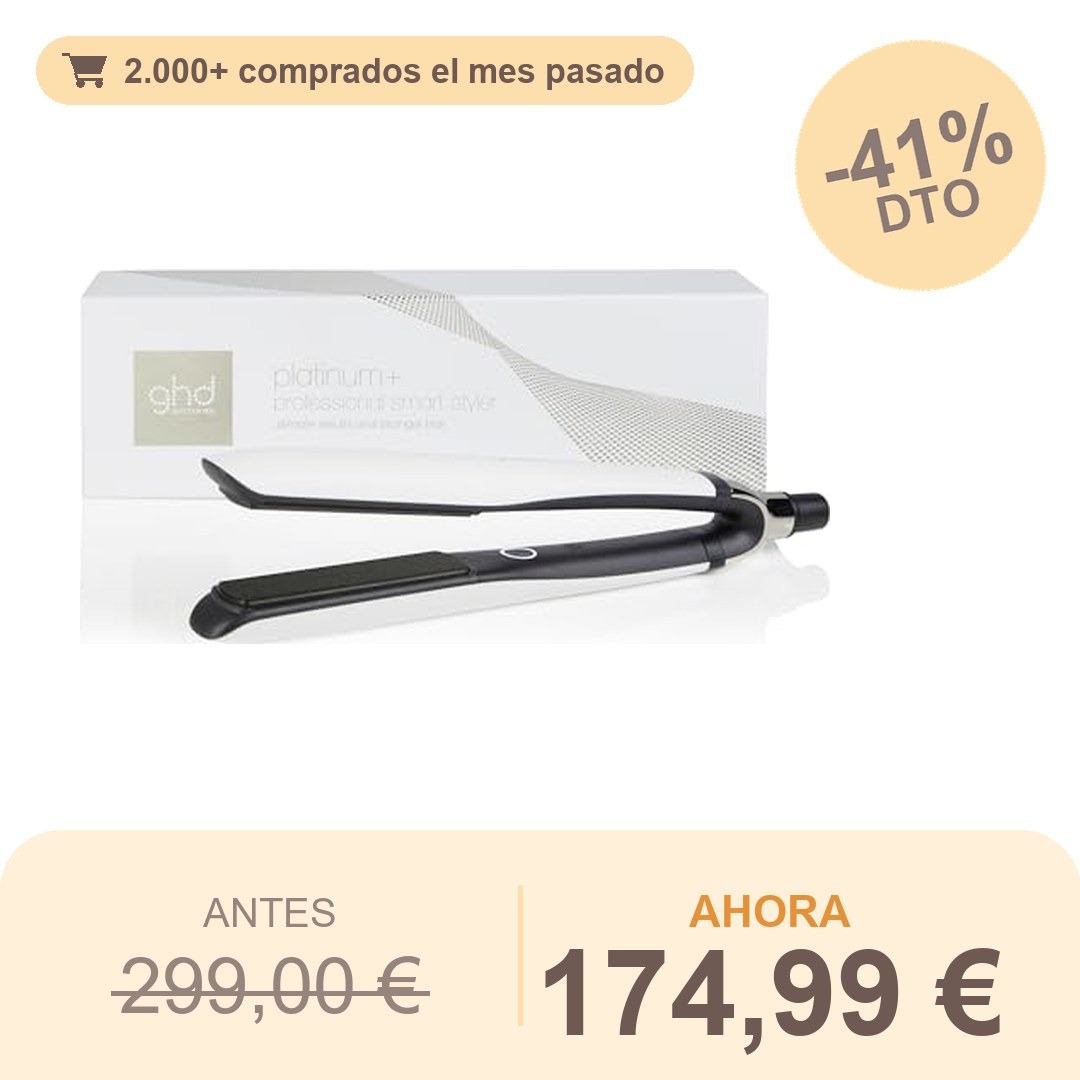 2.000+ comprados el mes pasado
-41%
DTO
ghd
platinum+
professional smart styler
ANTES
299,00 €
AHORA
174,99 €